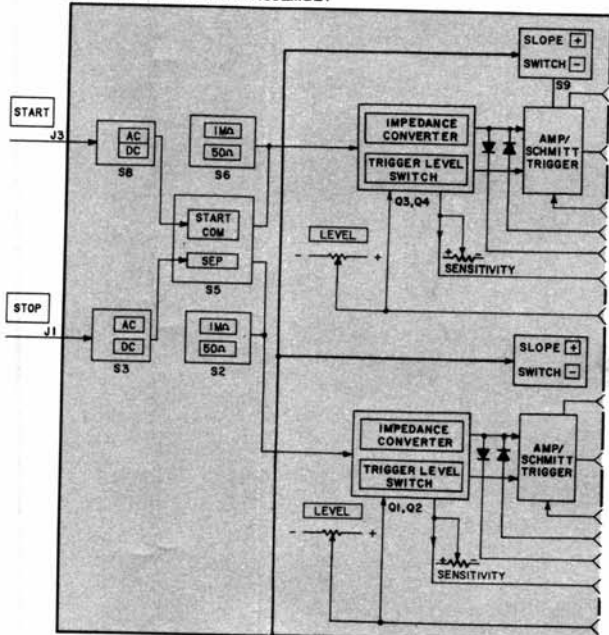 SLOPE +
SWITCH -
S9
START
J3
AC
DC
S8
1MΩ
50Ω
S6
START
COM
SEP
S5
IMPEDANCE
CONVERTER
TRIGGER LEVEL
SWITCH
Q3,Q4
AMP/
SCHMITT
TRIGGER
LEVEL
- +
+ -
SENSITIVITY
STOP
J1
AC
DC
S3
1MΩ
50Ω
S2
SLOPE +
SWITCH -
IMPEDANCE
CONVERTER
TRIGGER LEVEL
SWITCH
Q1,Q2
AMP/
SCHMITT
TRIGGER
LEVEL
- +
+ -
SENSITIVITY